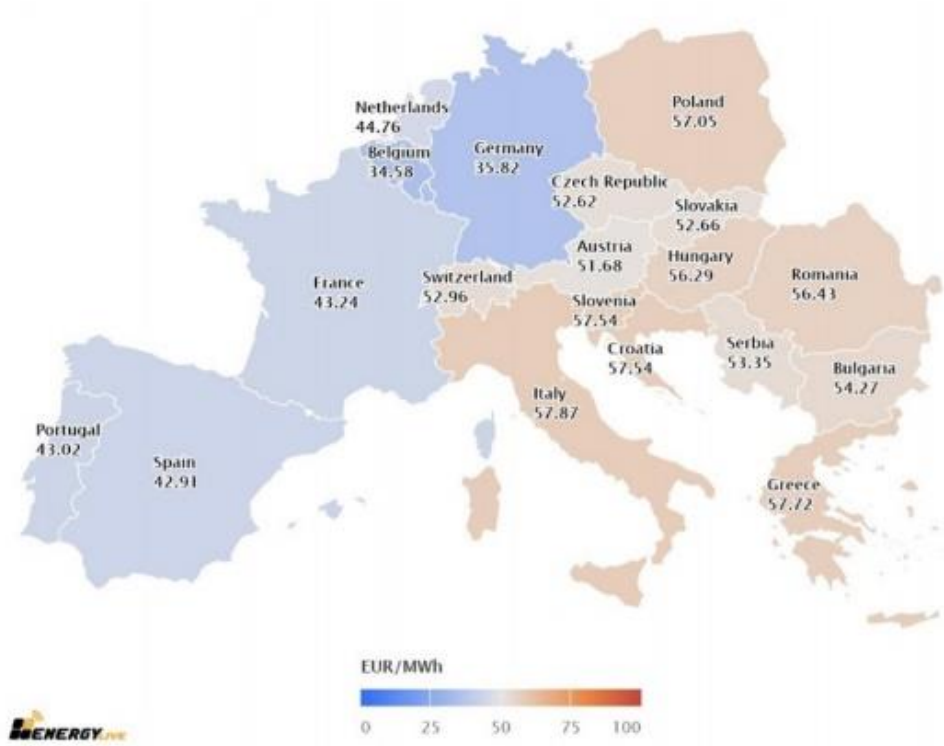 Netherlands
44.76
Belgium
34.58
Germany
35.82
Poland
57.05
Czech Republic
52.62
Slovakia
52.66
Austria
51.68
Hungary
56.29
Romania
56.43
France
43.24
Switzerland
52.96
Slovenia
57.54
Croatia
57.54
Serbia
53.35
Bulgaria
54.27
Italy
57.87
Portugal
43.02
Spain
42.91
Greece
57.72
EUR/MWh
0 25 50 75 100
ENERGY LIVE